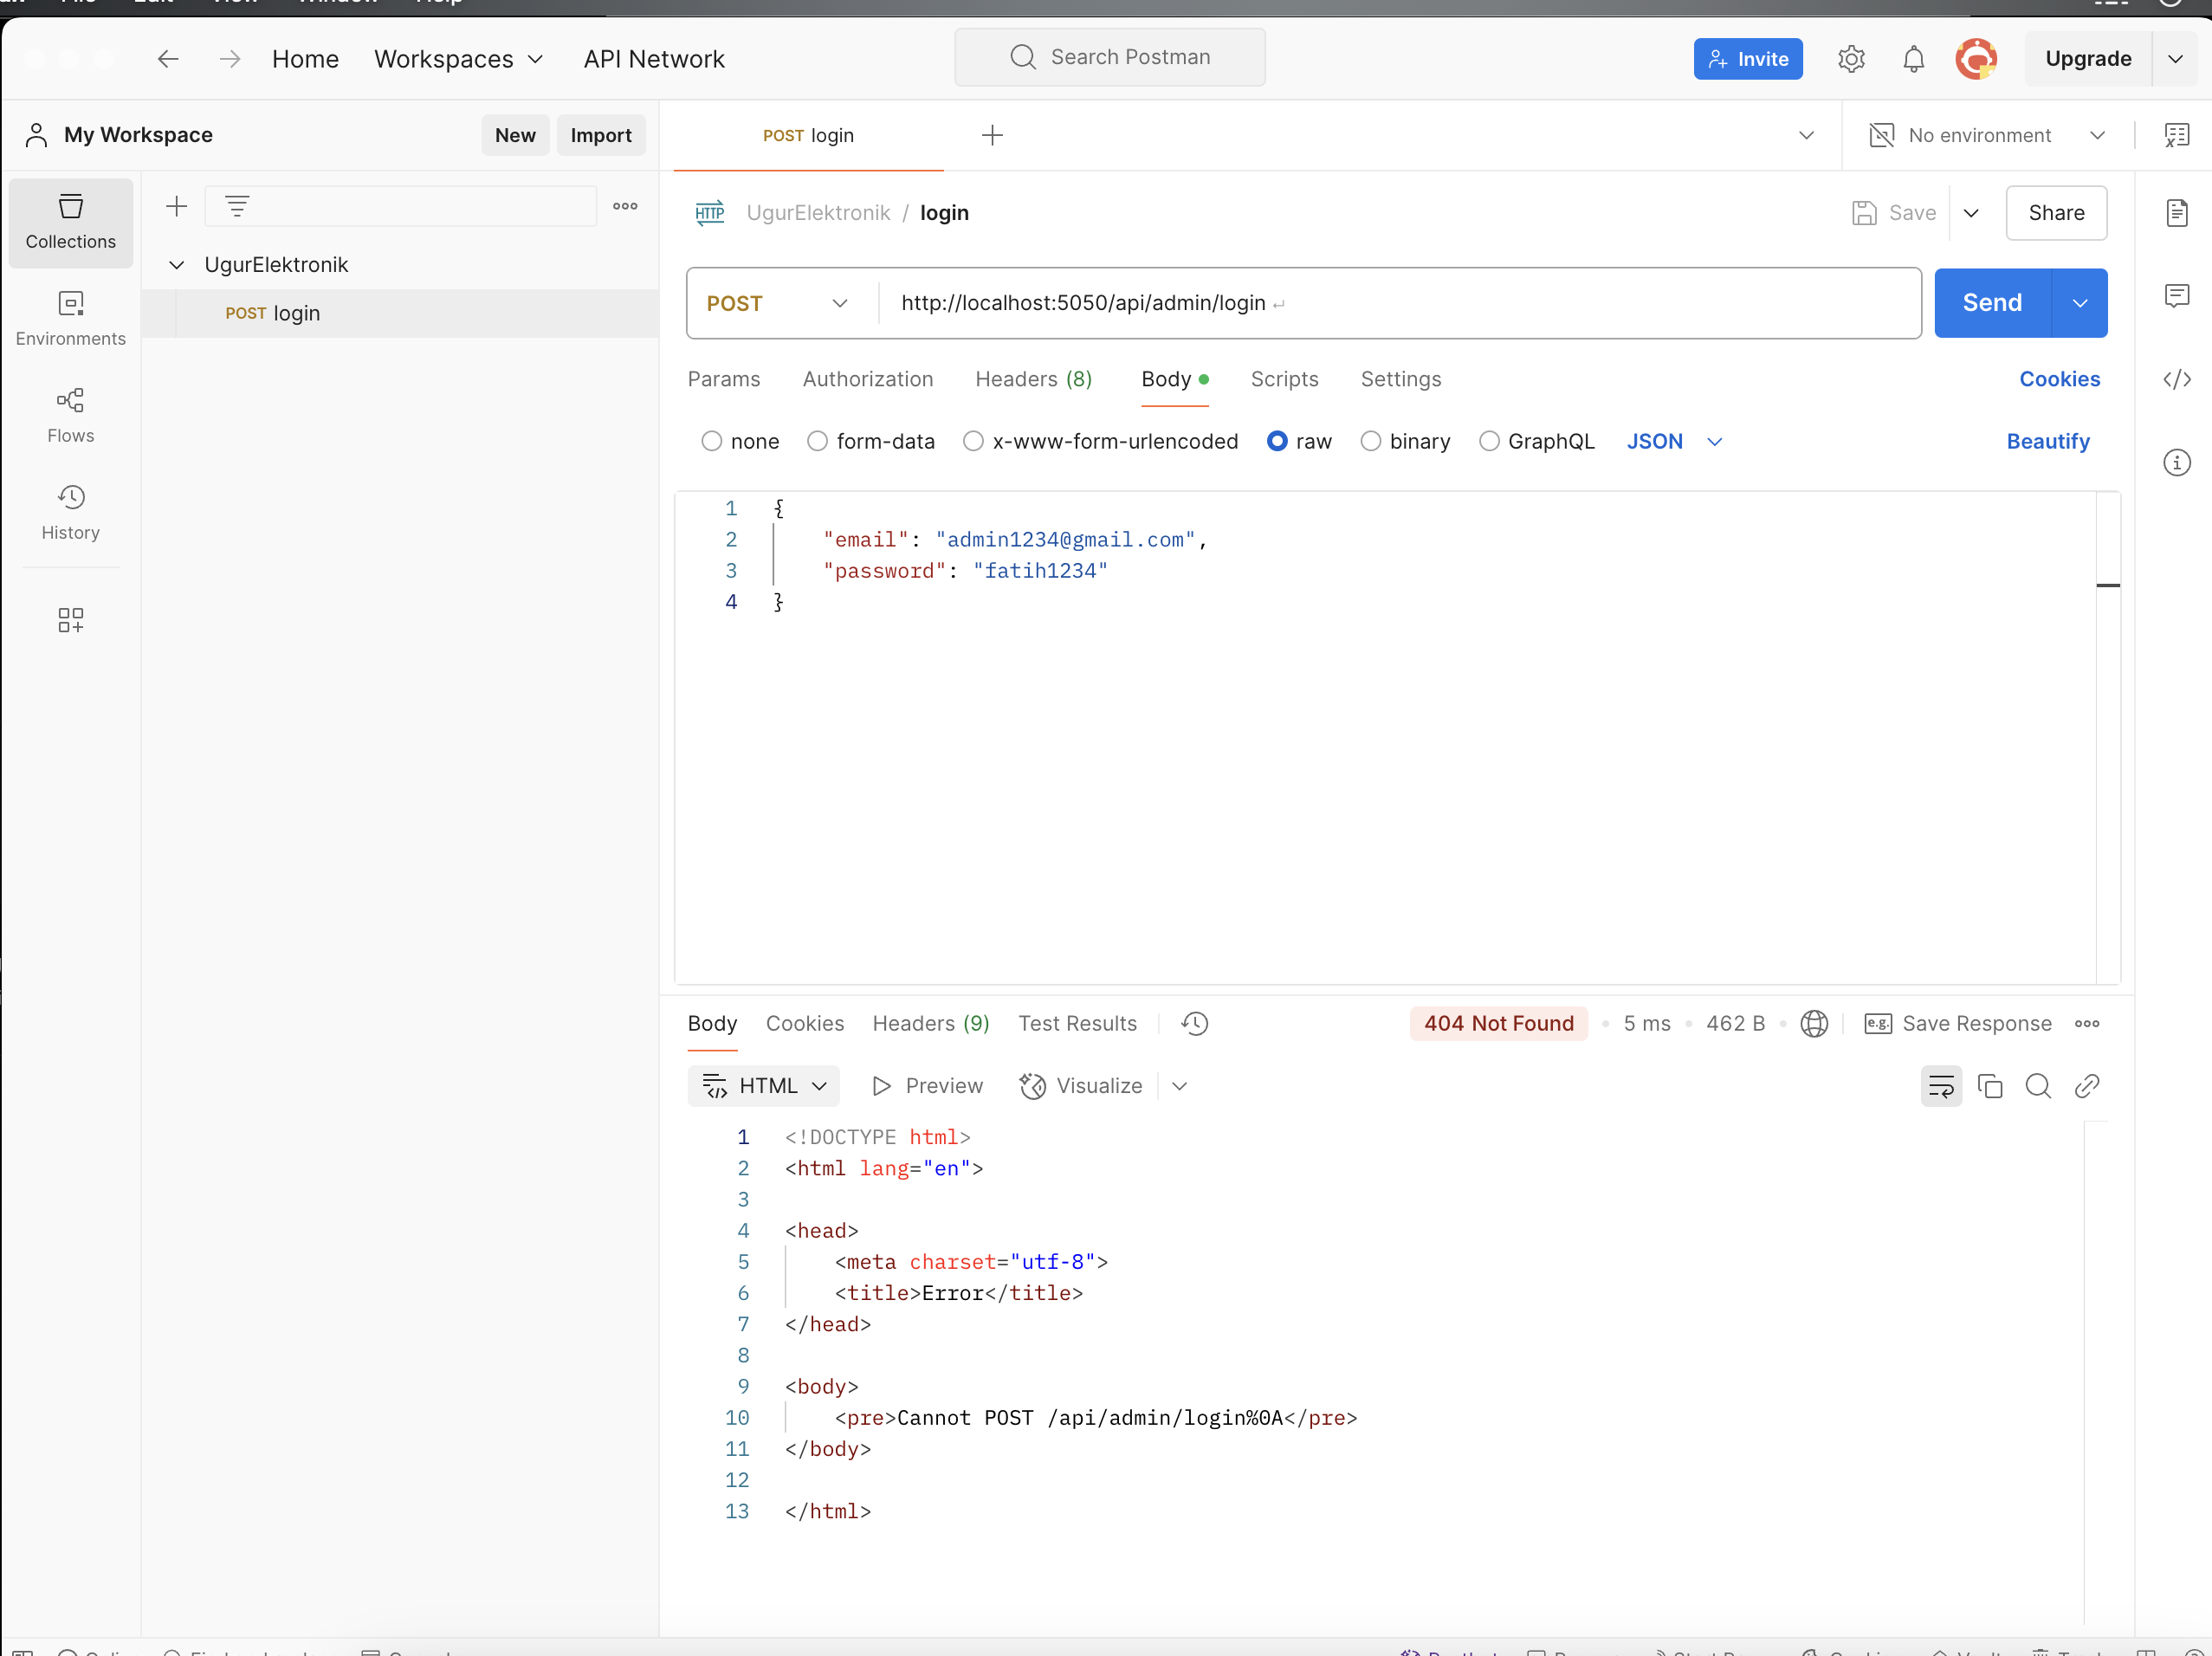 Home Workspaces API Network Search Postman Invite Upgrade
My Workspace New Import POST login No environment
Collections
Environments
Flows
History
UgurElektronik
POST login
HTTP UgurElektronik / login Save Share
POST http://localhost:5050/api/admin/login ↵ Send
Params Authorization Headers (8) Body Scripts Settings Cookies
none form-data x-www-form-urlencoded raw binary GraphQL JSON Beautify
1 {
2 "email": "admin1234@gmail.com",
3 "password": "fatih1234"
4 }
Body Cookies Headers (9) Test Results 404 Not Found • 5 ms • 462 B • e.g. Save Response
HTML Preview Visualize
1 <!DOCTYPE html>
2 <html lang="en">
3
4 <head>
5 <meta charset="utf-8">
6 <title>Error</title>
7 </head>
8
9 <body>
10 <pre>Cannot POST /api/admin/login%0A</pre>
11 </body>
12
13 </html>